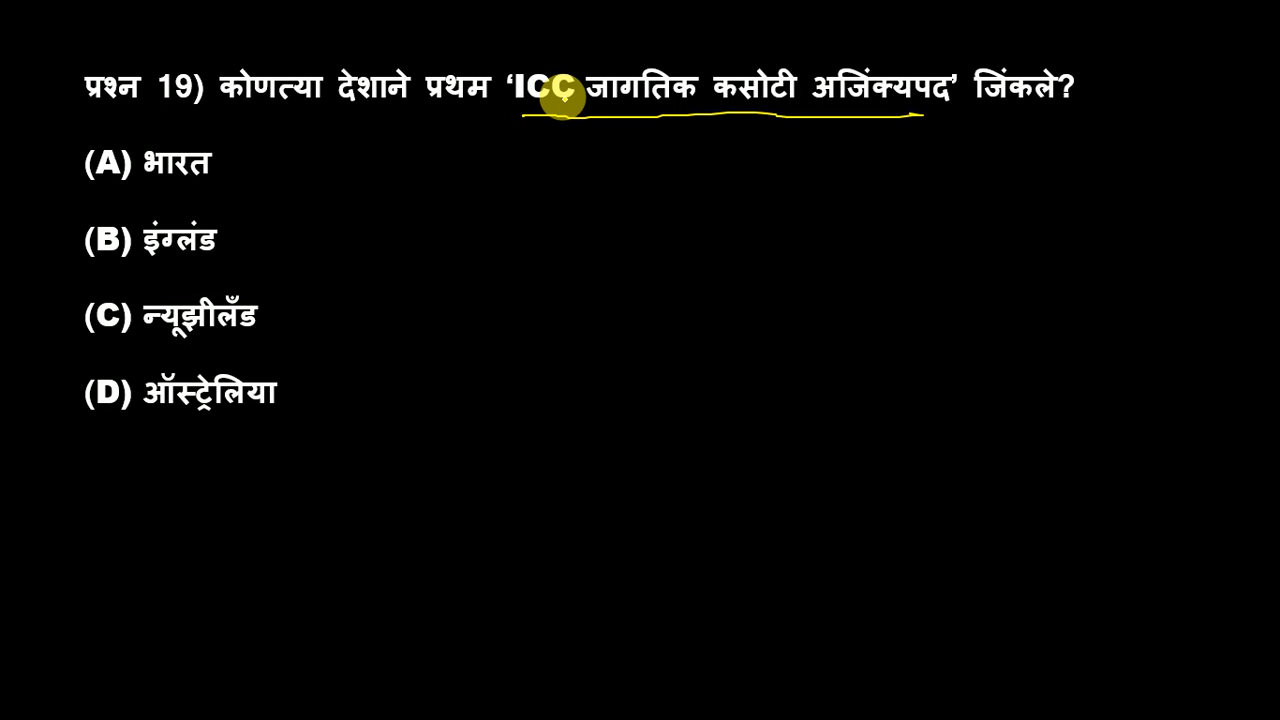 प्रश्न 19) कोणत्या देशाने प्रथम ‘ICC जागतिक कसोटी अजिंक्यपद’ जिंकले?
(A) भारत
(B) इंग्लंड
(C) न्यूझीलँड
(D) ऑस्ट्रेलिया